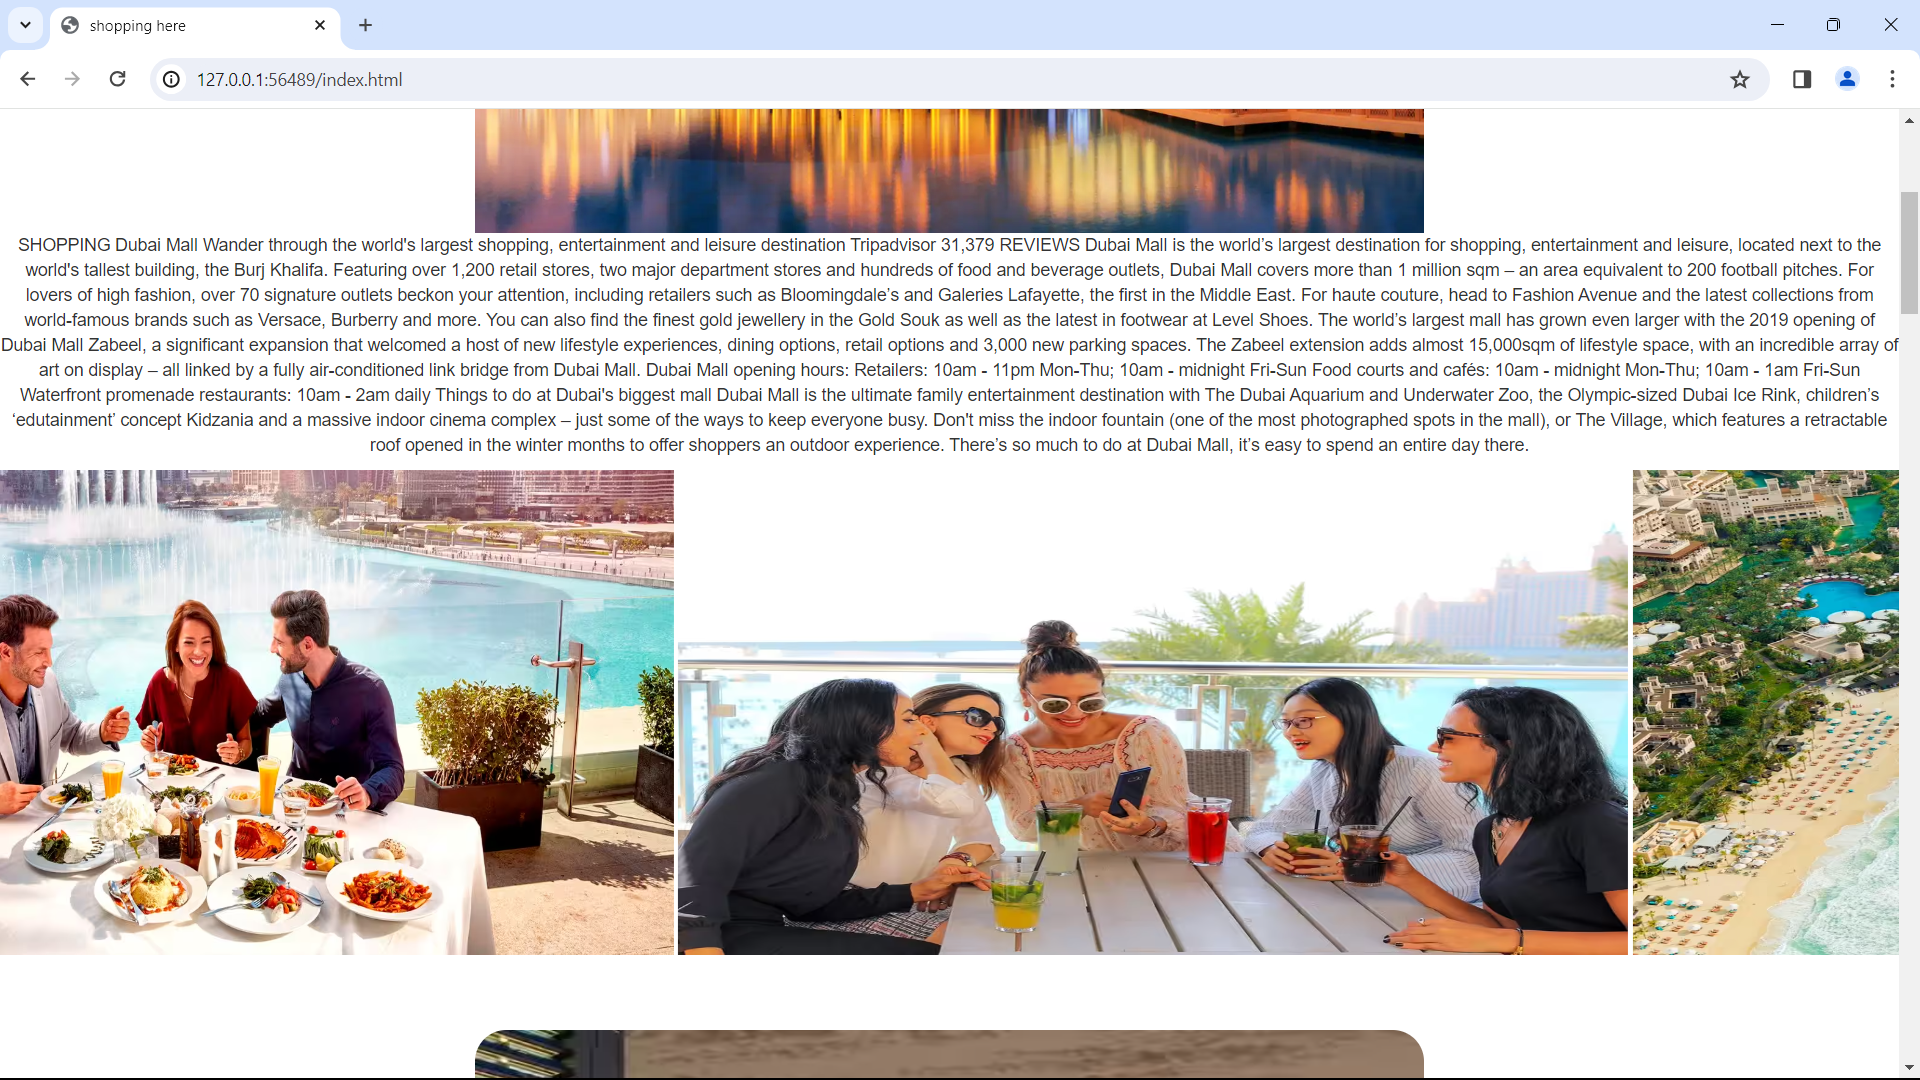 shopping here
127.0.0.1:56489/index.html
SHOPPING Dubai Mall Wander through the world's largest shopping, entertainment and leisure destination Tripadvisor 31,379 REVIEWS Dubai Mall is the world’s largest destination for shopping, entertainment and leisure, located next to the
world's tallest building, the Burj Khalifa. Featuring over 1,200 retail stores, two major department stores and hundreds of food and beverage outlets, Dubai Mall covers more than 1 million sqm – an area equivalent to 200 football pitches. For
lovers of high fashion, over 70 signature outlets beckon your attention, including retailers such as Bloomingdale’s and Galeries Lafayette, the first in the Middle East. For haute couture, head to Fashion Avenue and the latest collections from
world-famous brands such as Versace, Burberry and more. You can also find the finest gold jewellery in the Gold Souk as well as the latest in footwear at Level Shoes. The world’s largest mall has grown even larger with the 2019 opening of
Dubai Mall Zabeel, a significant expansion that welcomed a host of new lifestyle experiences, dining options, retail options and 3,000 new parking spaces. The Zabeel extension adds almost 15,000sqm of lifestyle space, with an incredible array of
art on display – all linked by a fully air-conditioned link bridge from Dubai Mall. Dubai Mall opening hours: Retailers: 10am - 11pm Mon-Thu; 10am - midnight Fri-Sun Food courts and cafés: 10am - midnight Mon-Thu; 10am - 1am Fri-Sun
Waterfront promenade restaurants: 10am - 2am daily Things to do at Dubai's biggest mall Dubai Mall is the ultimate family entertainment destination with The Dubai Aquarium and Underwater Zoo, the Olympic-sized Dubai Ice Rink, children’s
‘edutainment’ concept Kidzania and a massive indoor cinema complex – just some of the ways to keep everyone busy. Don't miss the indoor fountain (one of the most photographed spots in the mall), or The Village, which features a retractable
roof opened in the winter months to offer shoppers an outdoor experience. There’s so much to do at Dubai Mall, it’s easy to spend an entire day there.